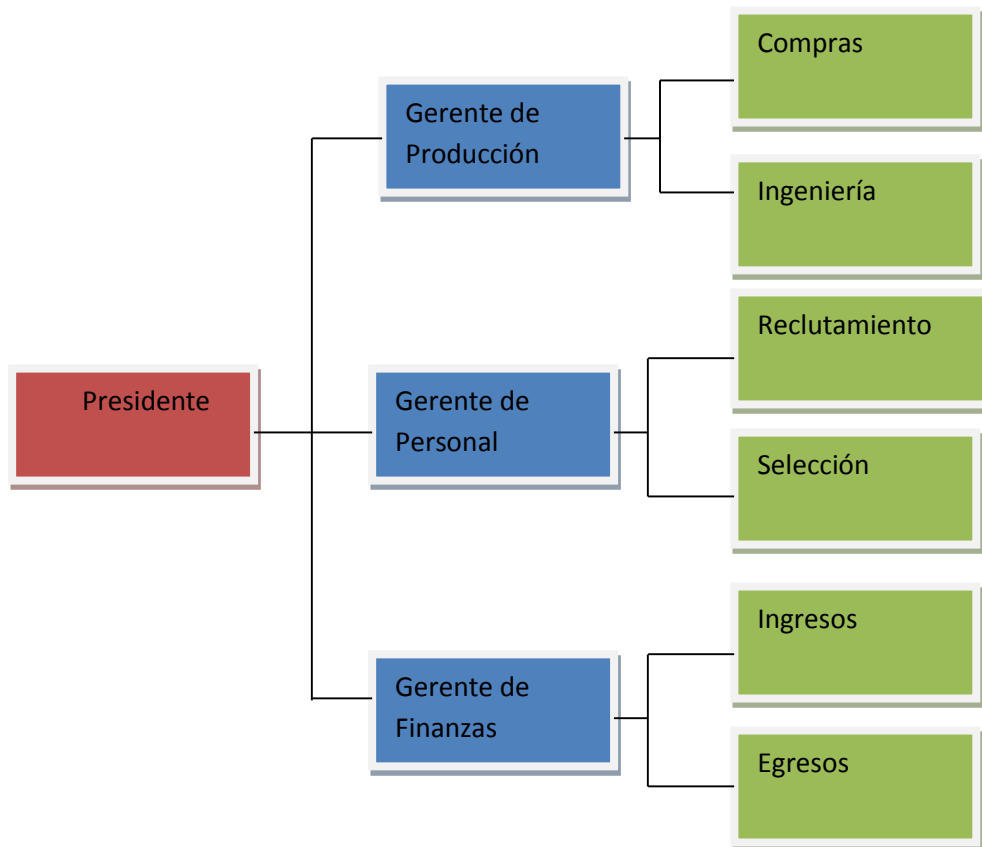 Compras
Gerente de
Producción
Ingeniería
Reclutamiento
Presidente
Gerente de
Personal
Selección
Ingresos
Gerente de
Finanzas
Egresos